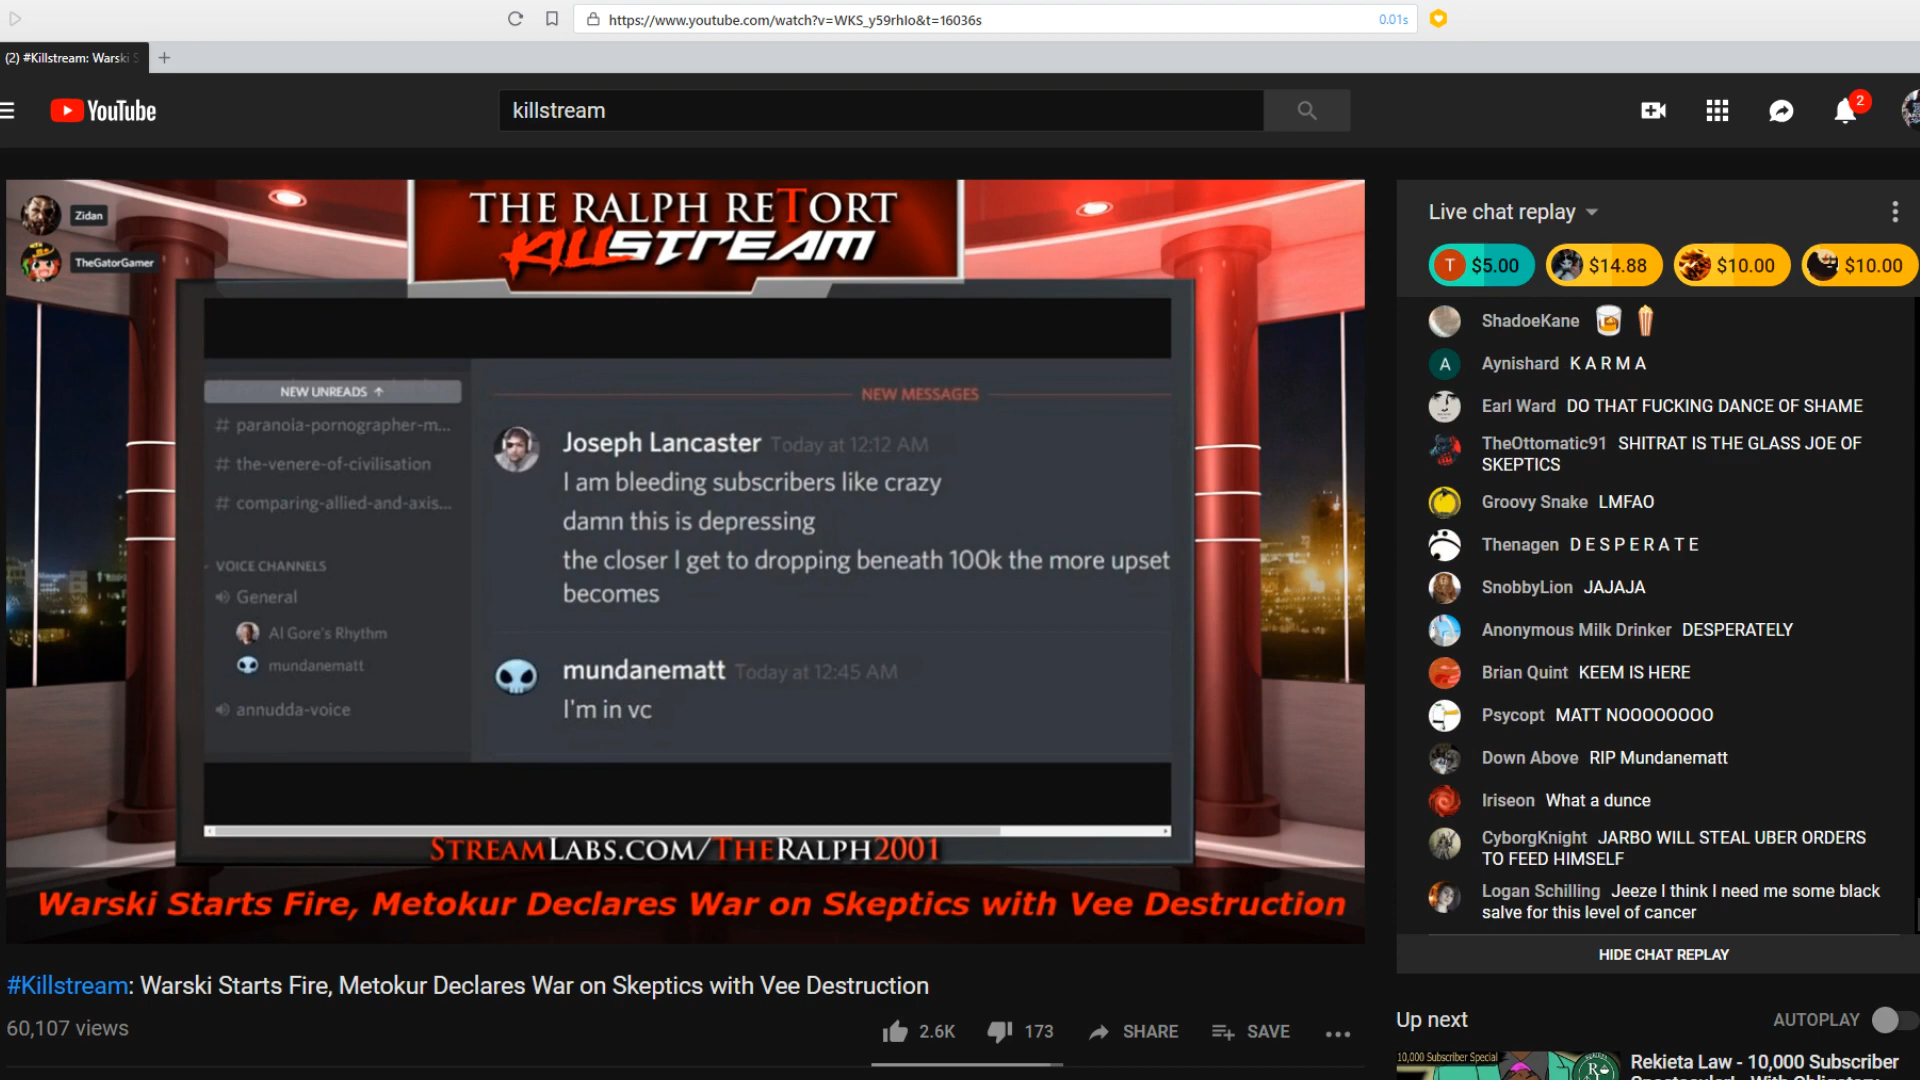 https://www.youtube.com/watch?v=WKS_y59rhIo&t=16036s
0.01s
(2) #Killstream: Warski S
YouTube
killstream
2
Zidan
TheGatorGamer
THE RALPH RETORT
KILLSTREAM
NEW UNREADS ↑
# paranoia-pornographer-m...
# the-venere-of-civilisation
# comparing-allied-and-axis...
VOICE CHANNELS
General
Al Gore's Rhythm
mundanematt
annudda-voice
NEW MESSAGES
Joseph Lancaster Today at 12:12 AM
I am bleeding subscribers like crazy
damn this is depressing
the closer I get to dropping beneath 100k the more upset
becomes
mundanematt Today at 12:45 AM
I'm in vc
STREAMLABS.COM/THERALPH2001
Warski Starts Fire, Metokur Declares War on Skeptics with Vee Destruction
#Killstream: Warski Starts Fire, Metokur Declares War on Skeptics with Vee Destruction
60,107 views
2.6K
173
SHARE
SAVE
Live chat replay
T $5.00
$14.88
$10.00
$10.00
ShadoeKane
A Aynishard K A R M A
Earl Ward DO THAT FUCKING DANCE OF SHAME
TheOttomatic91 SHITRAT IS THE GLASS JOE OF
SKEPTICS
Groovy Snake LMFAO
Thenagen D E S P E R A T E
SnobbyLion JAJAJA
Anonymous Milk Drinker DESPERATELY
Brian Quint KEEM IS HERE
Psycopt MATT NOOOOOOOO
Down Above RIP Mundanematt
Iriseon What a dunce
CyborgKnight JARBO WILL STEAL UBER ORDERS
TO FEED HIMSELF
Logan Schilling Jeeze I think I need me some black
salve for this level of cancer
HIDE CHAT REPLAY
Up next
AUTOPLAY
10,000 Subscriber Special
Rekieta Law - 10,000 Subscriber